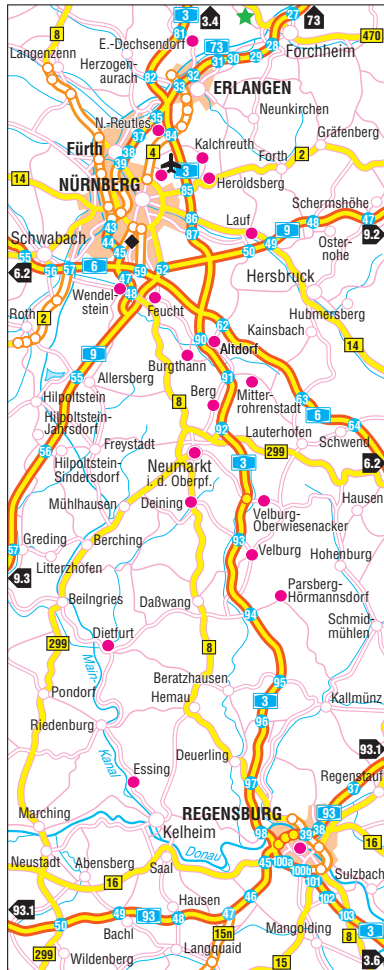 8
3
3.4
73
27
81
E.-Dechsendorf
28
470
Langenzenn
73
Forchheim
Herzogen-
aurach
31
30
29
82
32
33
ERLANGEN
Neunkirchen
35
N.-Reutles
37
84
Gräfenberg
Fürth
38
39
4
Kalchreuth
Forth
2
14
3
NÜRNBERG
85
Heroldsberg
Schermshöhe
86
43
Lauf
9
48
47
87
44
49
9.2
Schwabach
45
50
Oster-
nohe
55
56
57
6
59
52
6.2
47
Hersbruck
Wendel-
stein
48
Feucht
Hubmersberg
Roth
2
62
Kainsbach
90
Altdorf
14
9
Burgthann
91
55
Allersberg
Berg
Mitter-
rohrenstadt
63
Hilpoltstein
8
6
Hilpoltstein-
Jahrsdorf
92
Lauterhofen
64
299
Schwend
56
Freystadt
Hilpoltstein-
Sindersdorf
Neumarkt
i. d. Oberpf.
3
6.2
Mühlhausen
Deining
Velburg-
Oberwiesenacker
Hausen
57
Greding
Berching
93
Velburg
Litterzhofen
Hohenburg
9.3
Parsberg-
Hörmannsdorf
Beilngries
Daßwang
94
Schmid-
mühlen
299
Dietfurt
8
Main-
Beratzhausen
95
Pondorf
Hemau
3
Kallmünz
96
Riedenburg
Kanal
93.1
Deuerling
Essing
97
Regenstauf
37
REGENSBURG
93
Marching
98
39
38
Kelheim
16
Neustadt
Donau
Abensberg
Saal
45
100a
100b
Sulzbach
16
46
101
102
93.1
Hausen
103
49
93
48
47
50
Bachl
15n
Mangolding
8
3
299
Langquaid
Wildenberg
15
3.6